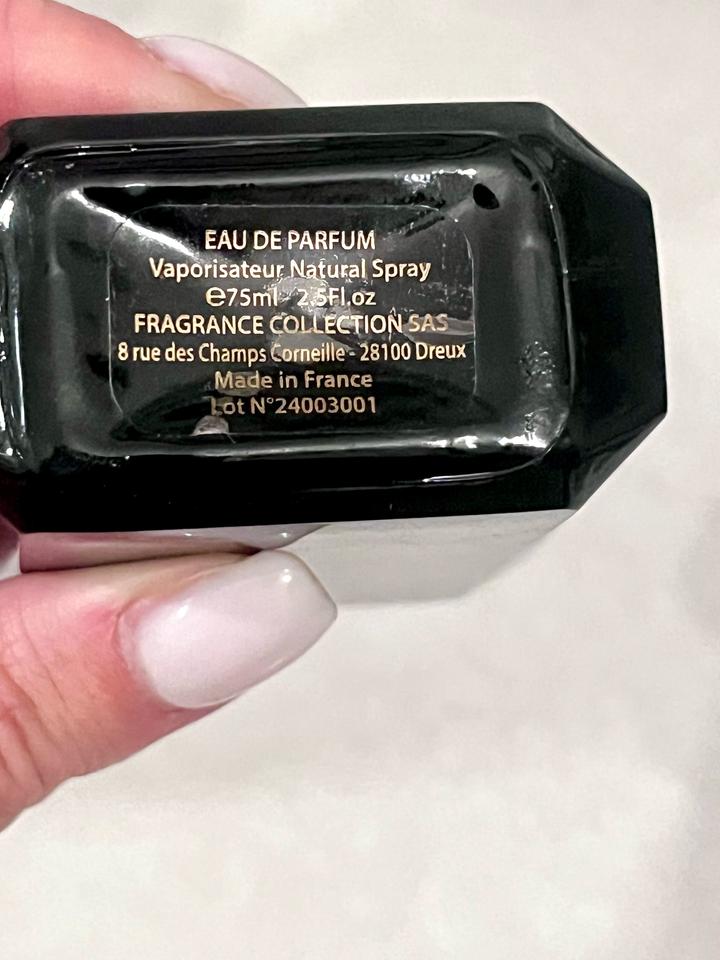 EAU DE PARFUM
Vaporisateur Natural Spray
℮75ml - 2.5Fl.oz
FRAGRANCE COLLECTION SAS
8 rue des Champs Corneille - 28100 Dreux
Made in France
Lot N°24003001